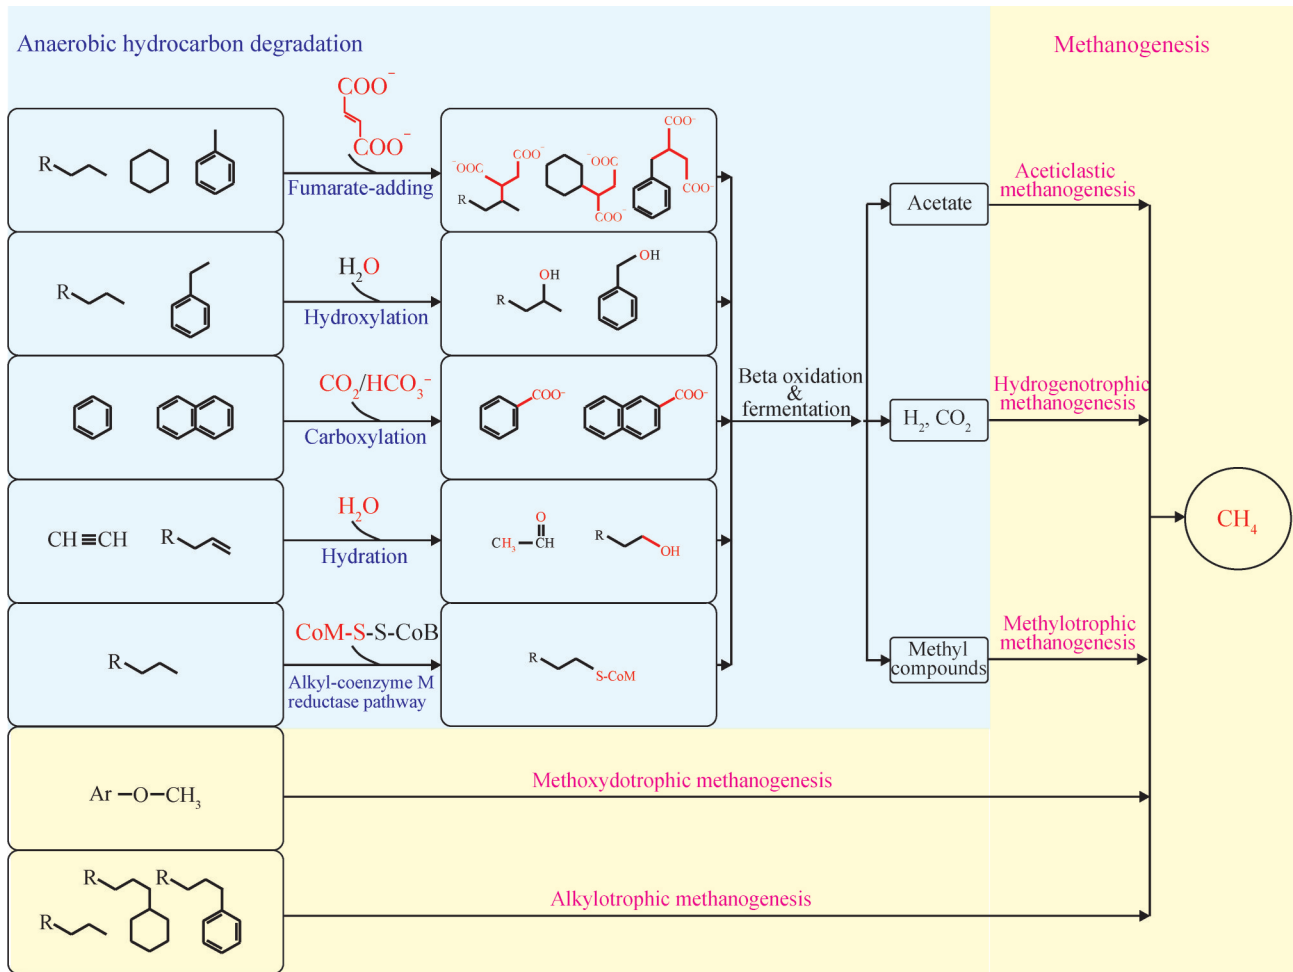 Anaerobic hydrocarbon degradation
Methanogenesis
COO⁻
COO⁻
Fumarate-adding
R
⁻OOC
COO⁻
R
⁻OOC
COO⁻
COO⁻
COO⁻
Aceticlastic
methanogenesis
Acetate
R
H₂O
Hydroxylation
OH
R
OH
CO₂/HCO₃⁻
Carboxylation
COO⁻
COO⁻
Beta oxidation
&
fermentation
H₂, CO₂
Hydrogenotrophic
methanogenesis
CH≡CH
R
H₂O
Hydration
O
CH₃
CH
R
OH
CH₄
R
CoM-S-S-CoB
Alkyl-coenzyme M
reductase pathway
R
S-CoM
Methyl
compounds
Methylotrophic
methanogenesis
Ar–O–CH₃
Methoxydotrophic methanogenesis
R
R
R
Alkylotrophic methanogenesis